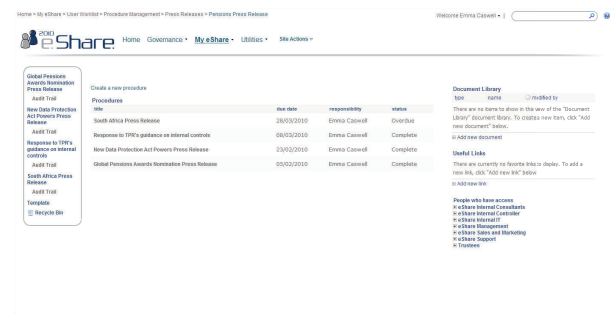 Home > My eShare > User Wishlist > Procedure Management > Press Releases > Pensions Press Release
Welcome Emma Caswell
2010
eShare
Home Governance My eShare Utilities Site Actions
Global Pensions
Awards Nomination
Press Release
Audit Trail
New Data Protection
Act Powers Press
Release
Audit Trail
Response to TPR's
guidance on internal
controls
Audit Trail
South Africa Press
Release
Audit Trail
Template
Recycle Bin
Create a new procedure
Procedures
title due date responsibility status
South Africa Press Release 28/03/2010 Emma Caswell Overdue
Response to TPR's guidance on internal controls 08/03/2010 Emma Caswell Complete
New Data Protection Act Powers Press Release 23/02/2010 Emma Caswell Complete
Global Pensions Awards Nomination Press Release 05/02/2010 Emma Caswell Complete
Document Library
type name modified by
There are no items to show in this view of the "Document
Library" document library. To create a new item, click "Add
new document" below.
Add new document
Useful Links
There are currently no favorite links to display. To add a
new link, click "Add new link" below
Add new link
People who have access
eShare Internal Consultants
eShare Internal Controller
eShare Internal IT
eShare Management
eShare Sales and Marketing
eShare Support
Trustees